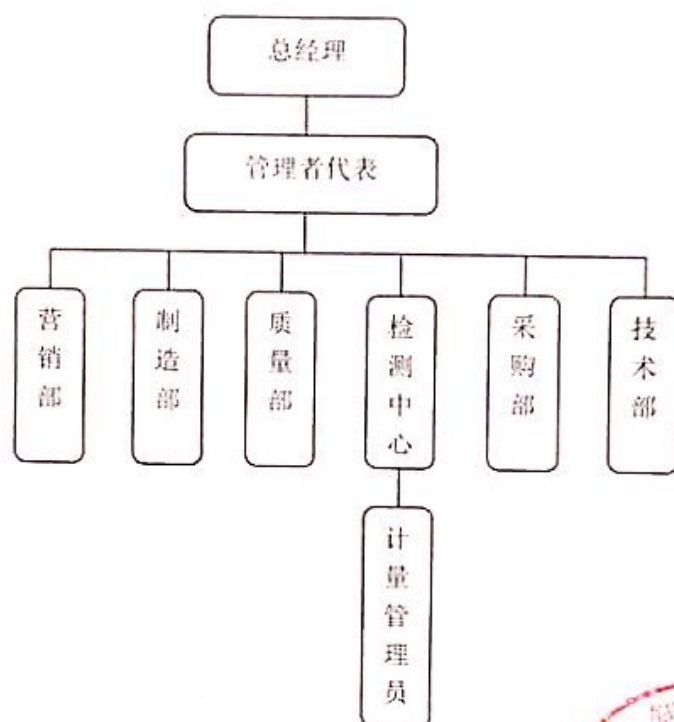 总经理
管理者代表
营销部
制造部
质量部
检测中心
采购部
技术部
计量管理员